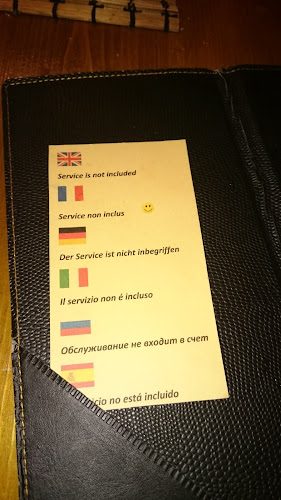 Service is not included
Service non inclus
Der Service ist nicht inbegriffen
Il servizio non é incluso
Обслуживание не входит в счет
no está incluido